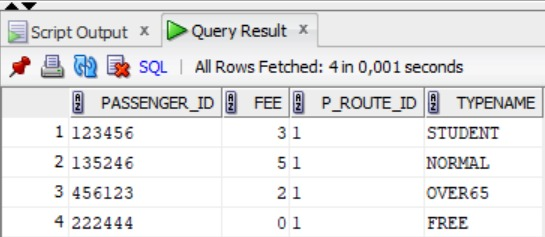 Script Output x Query Result x
SQL | All Rows Fetched: 4 in 0,001 seconds
PASSENGER_ID FEE P_ROUTE_ID TYPENAME
1 123456 3 1 STUDENT
2 135246 5 1 NORMAL
3 456123 2 1 OVER65
4 222444 0 1 FREE